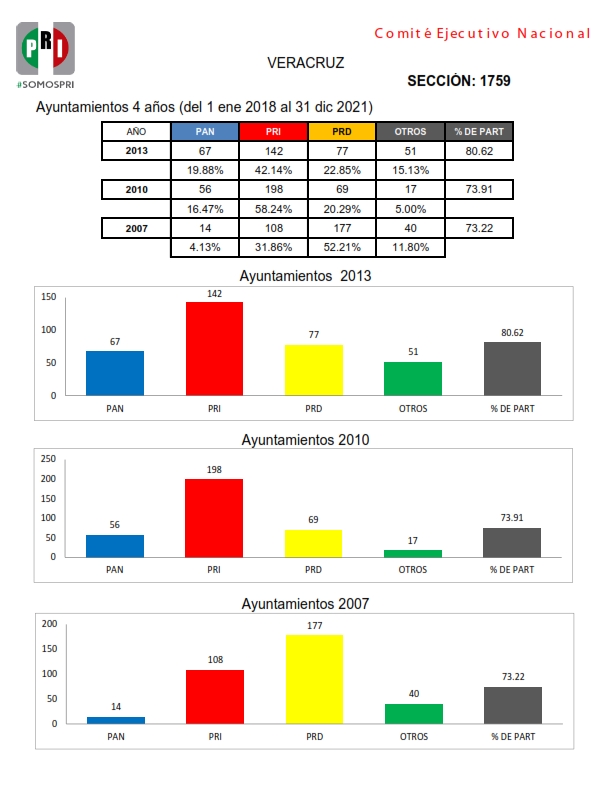 Comité Ejecutivo Nacional
PRI
#SOMOSPRI
VERACRUZ
SECCIÓN: 1759
Ayuntamientos 4 años (del 1 ene 2018 al 31 dic 2021)
AÑO PAN PRI PRD OTROS % DE PART
2013 67 142 77 51 80.62
19.88% 42.14% 22.85% 15.13%
2010 56 198 69 17 73.91
16.47% 58.24% 20.29% 5.00%
2007 14 108 177 40 73.22
4.13% 31.86% 52.21% 11.80%
Ayuntamientos 2013
150
100
50
0
67 142 77 51 80.62
PAN PRI PRD OTROS % DE PART
Ayuntamientos 2010
250
200
150
100
50
0
56 198 69 17 73.91
PAN PRI PRD OTROS % DE PART
Ayuntamientos 2007
200
150
100
50
0
14 108 177 40 73.22
PAN PRI PRD OTROS % DE PART